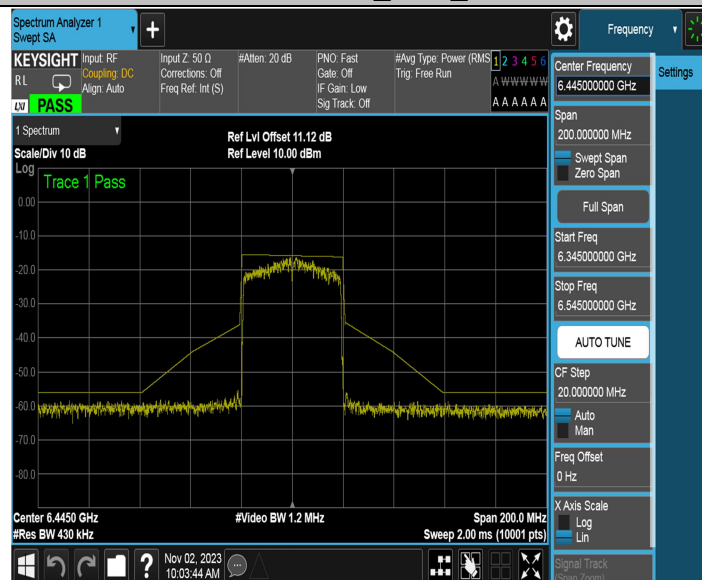 Spectrum Analyzer 1
Swept SA
+
Frequency
KEYSIGHT
RL
LXI PASS
Input: RF
Coupling: DC
Align: Auto
Input Z: 50 Ω
Corrections: Off
Freq Ref: Int (S)
#Atten: 20 dB
PNO: Fast
Gate: Off
IF Gain: Low
Sig Track: Off
#Avg Type: Power (RMS
Trig: Free Run
1 2 3 4 5 6
A W W W W W
A A A A A A
1 Spectrum
Scale/Div 10 dB
Ref Lvl Offset 11.12 dB
Ref Level 10.00 dBm
Log
Trace 1 Pass
0.00
-10.0
-20.0
-30.0
-40.0
-50.0
-60.0
-70.0
-80.0
Center 6.4450 GHz
#Res BW 430 kHz
#Video BW 1.2 MHz
Span 200.0 MHz
Sweep 2.00 ms (10001 pts)
Nov 02, 2023
10:03:44 AM
?
Center Frequency
6.445000000 GHz
Settings
Span
200.000000 MHz
Swept Span
Zero Span
Full Span
Start Freq
6.345000000 GHz
Stop Freq
6.545000000 GHz
AUTO TUNE
CF Step
20.000000 MHz
Auto
Man
Freq Offset
0 Hz
X Axis Scale
Log
Lin
Signal Track
(Span Zoom)